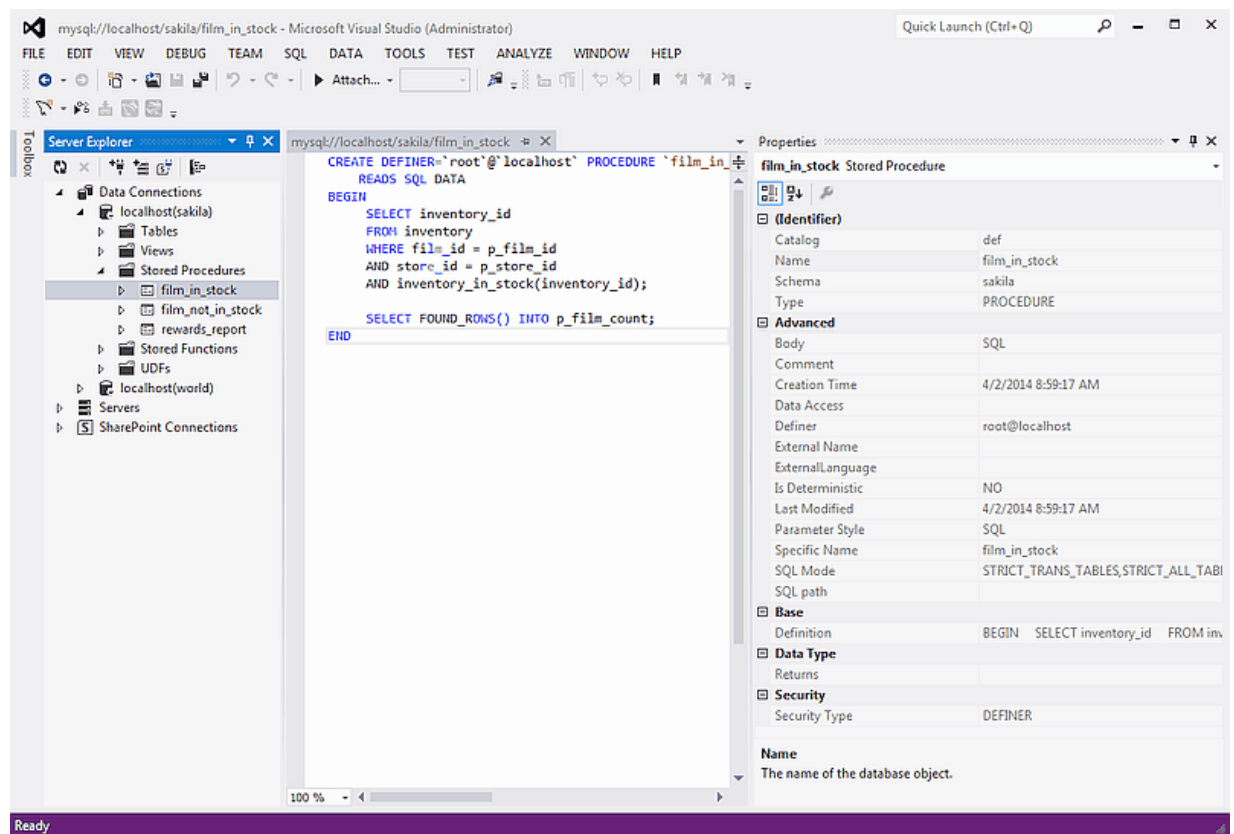 mysql://localhost/sakila/film_in_stock - Microsoft Visual Studio (Administrator)
Quick Launch (Ctrl+Q)
FILE EDIT VIEW DEBUG TEAM SQL DATA TOOLS TEST ANALYZE WINDOW HELP
Attach...
Toolbox
Server Explorer
Data Connections
localhost(sakila)
Tables
Views
Stored Procedures
film_in_stock
film_not_in_stock
rewards_report
Stored Functions
UDFs
localhost(world)
Servers
SharePoint Connections
mysql://localhost/sakila/film_in_stock
CREATE DEFINER=`root`@`localhost` PROCEDURE `film_in_
READS SQL DATA
BEGIN
SELECT inventory_id
FROM inventory
WHERE film_id = p_film_id
AND store_id = p_store_id
AND inventory_in_stock(inventory_id);
SELECT FOUND_ROWS() INTO p_film_count;
END
100 %
Properties
film_in_stock Stored Procedure
(Identifier)
Catalog def
Name film_in_stock
Schema sakila
Type PROCEDURE
Advanced
Body SQL
Comment
Creation Time 4/2/2014 8:59:17 AM
Data Access
Definer root@localhost
External Name
ExternalLanguage
Is Deterministic NO
Last Modified 4/2/2014 8:59:17 AM
Parameter Style SQL
Specific Name film_in_stock
SQL Mode STRICT_TRANS_TABLES,STRICT_ALL_TABI
SQL path
Base
Definition BEGIN SELECT inventory_id FROM inv
Data Type
Returns
Security
Security Type DEFINER
Name
The name of the database object.
Ready